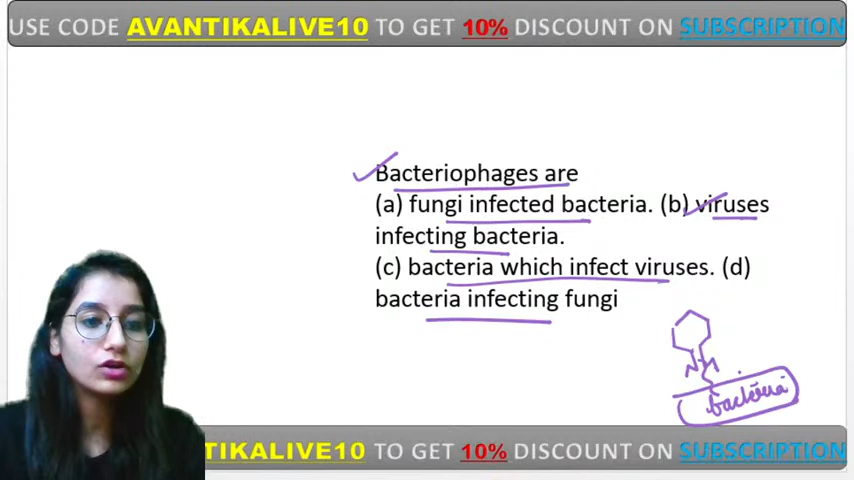 USE CODE AVANTIKALIVE10 TO GET 10% DISCOUNT ON SUBSCRIPTION
Bacteriophages are
(a) fungi infected bacteria. (b) viruses
infecting bacteria.
(c) bacteria which infect viruses. (d)
bacteria infecting fungi
bacteria
TIKALIVE10 TO GET 10% DISCOUNT ON SUBSCRIPTION